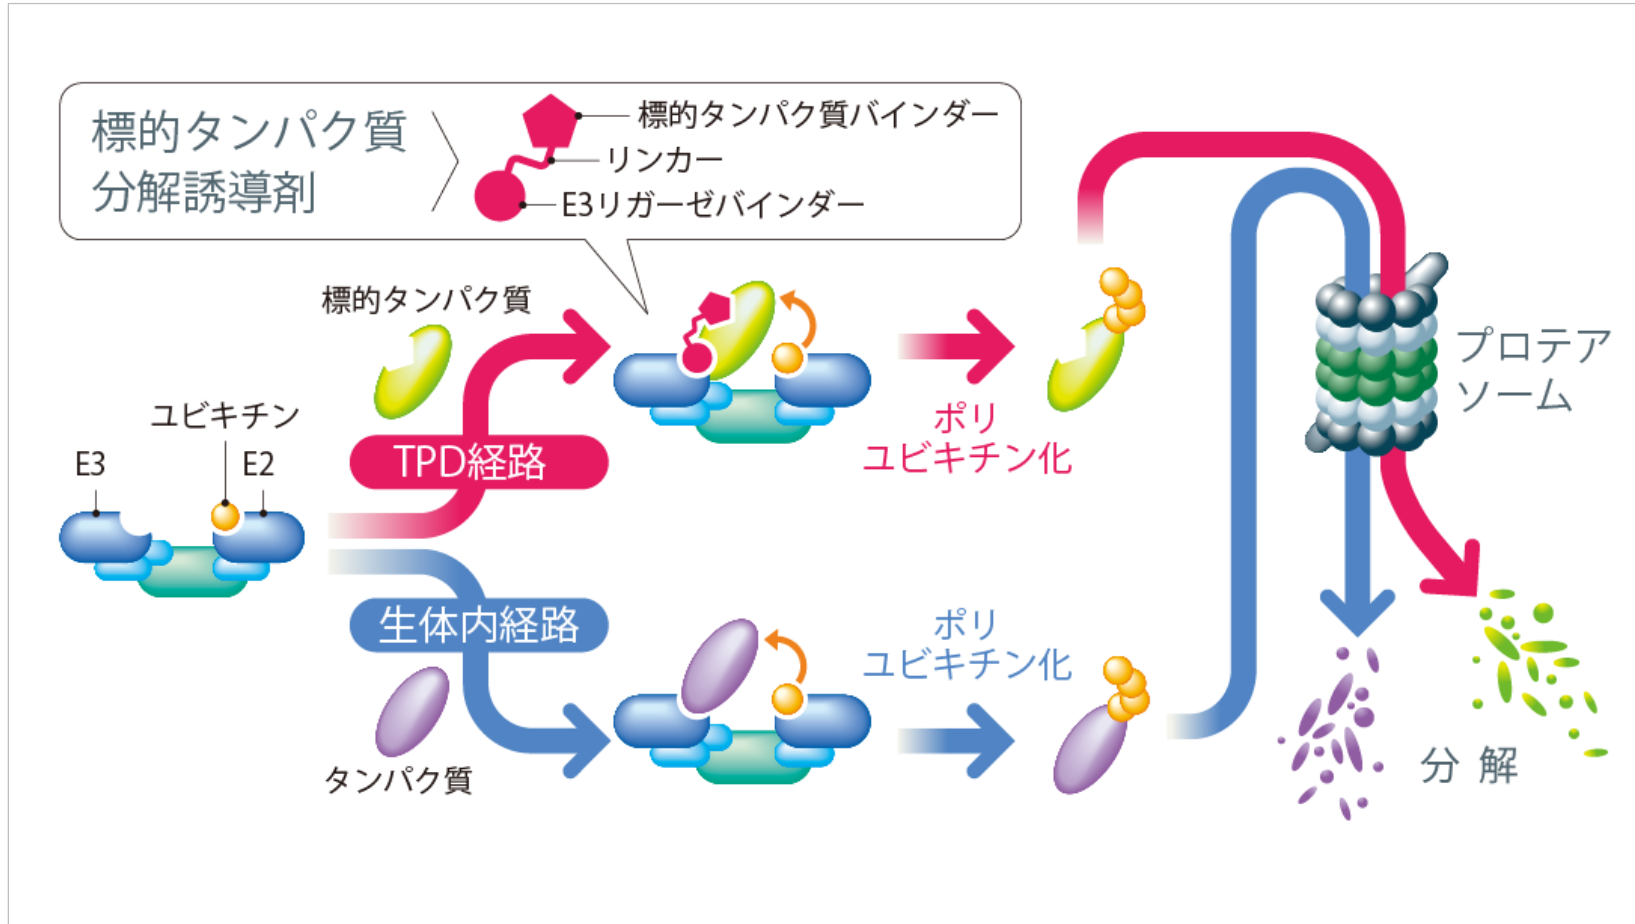 標的タンパク質
分解誘導剤
標的タンパク質バインダー
リンカー
E3リガーゼバインダー
標的タンパク質
ユビキチン
E3
E2
TPD経路
ポリ
ユビキチン化
プロテア
ソーム
生体内経路
タンパク質
ポリ
ユビキチン化
分解